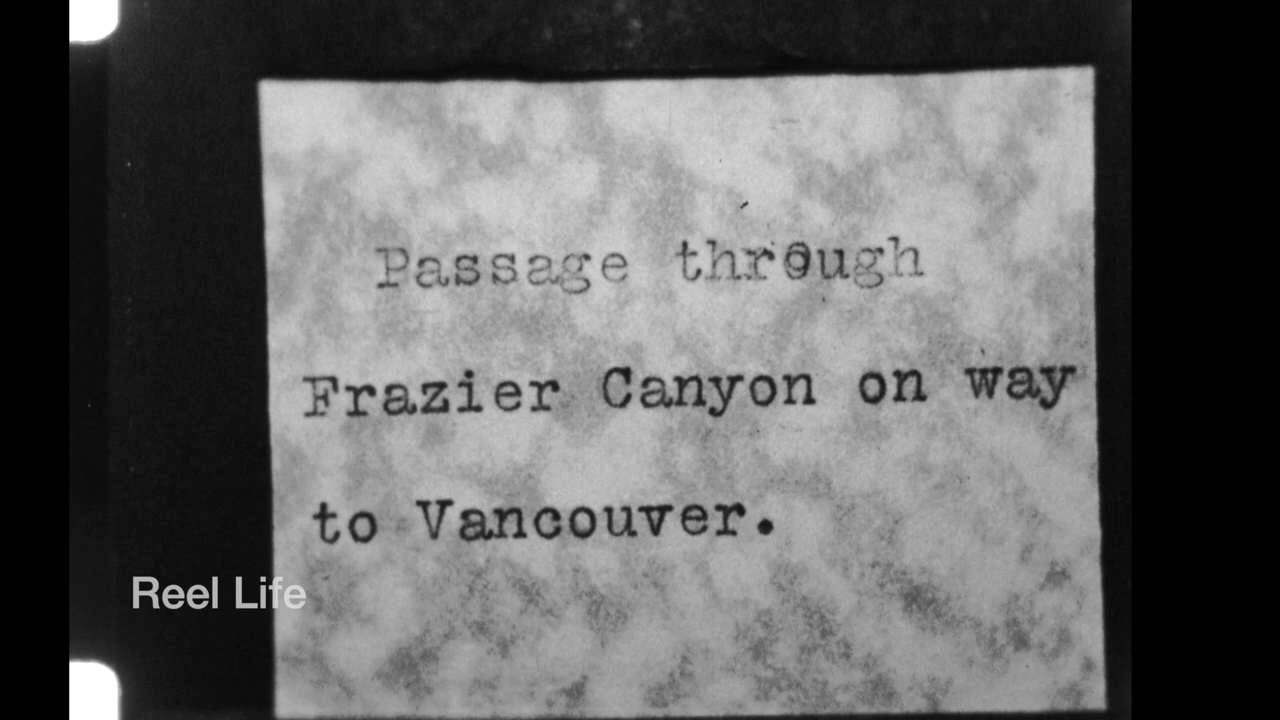 Passage through
Frazier Canyon on way
to Vancouver.
Reel Life